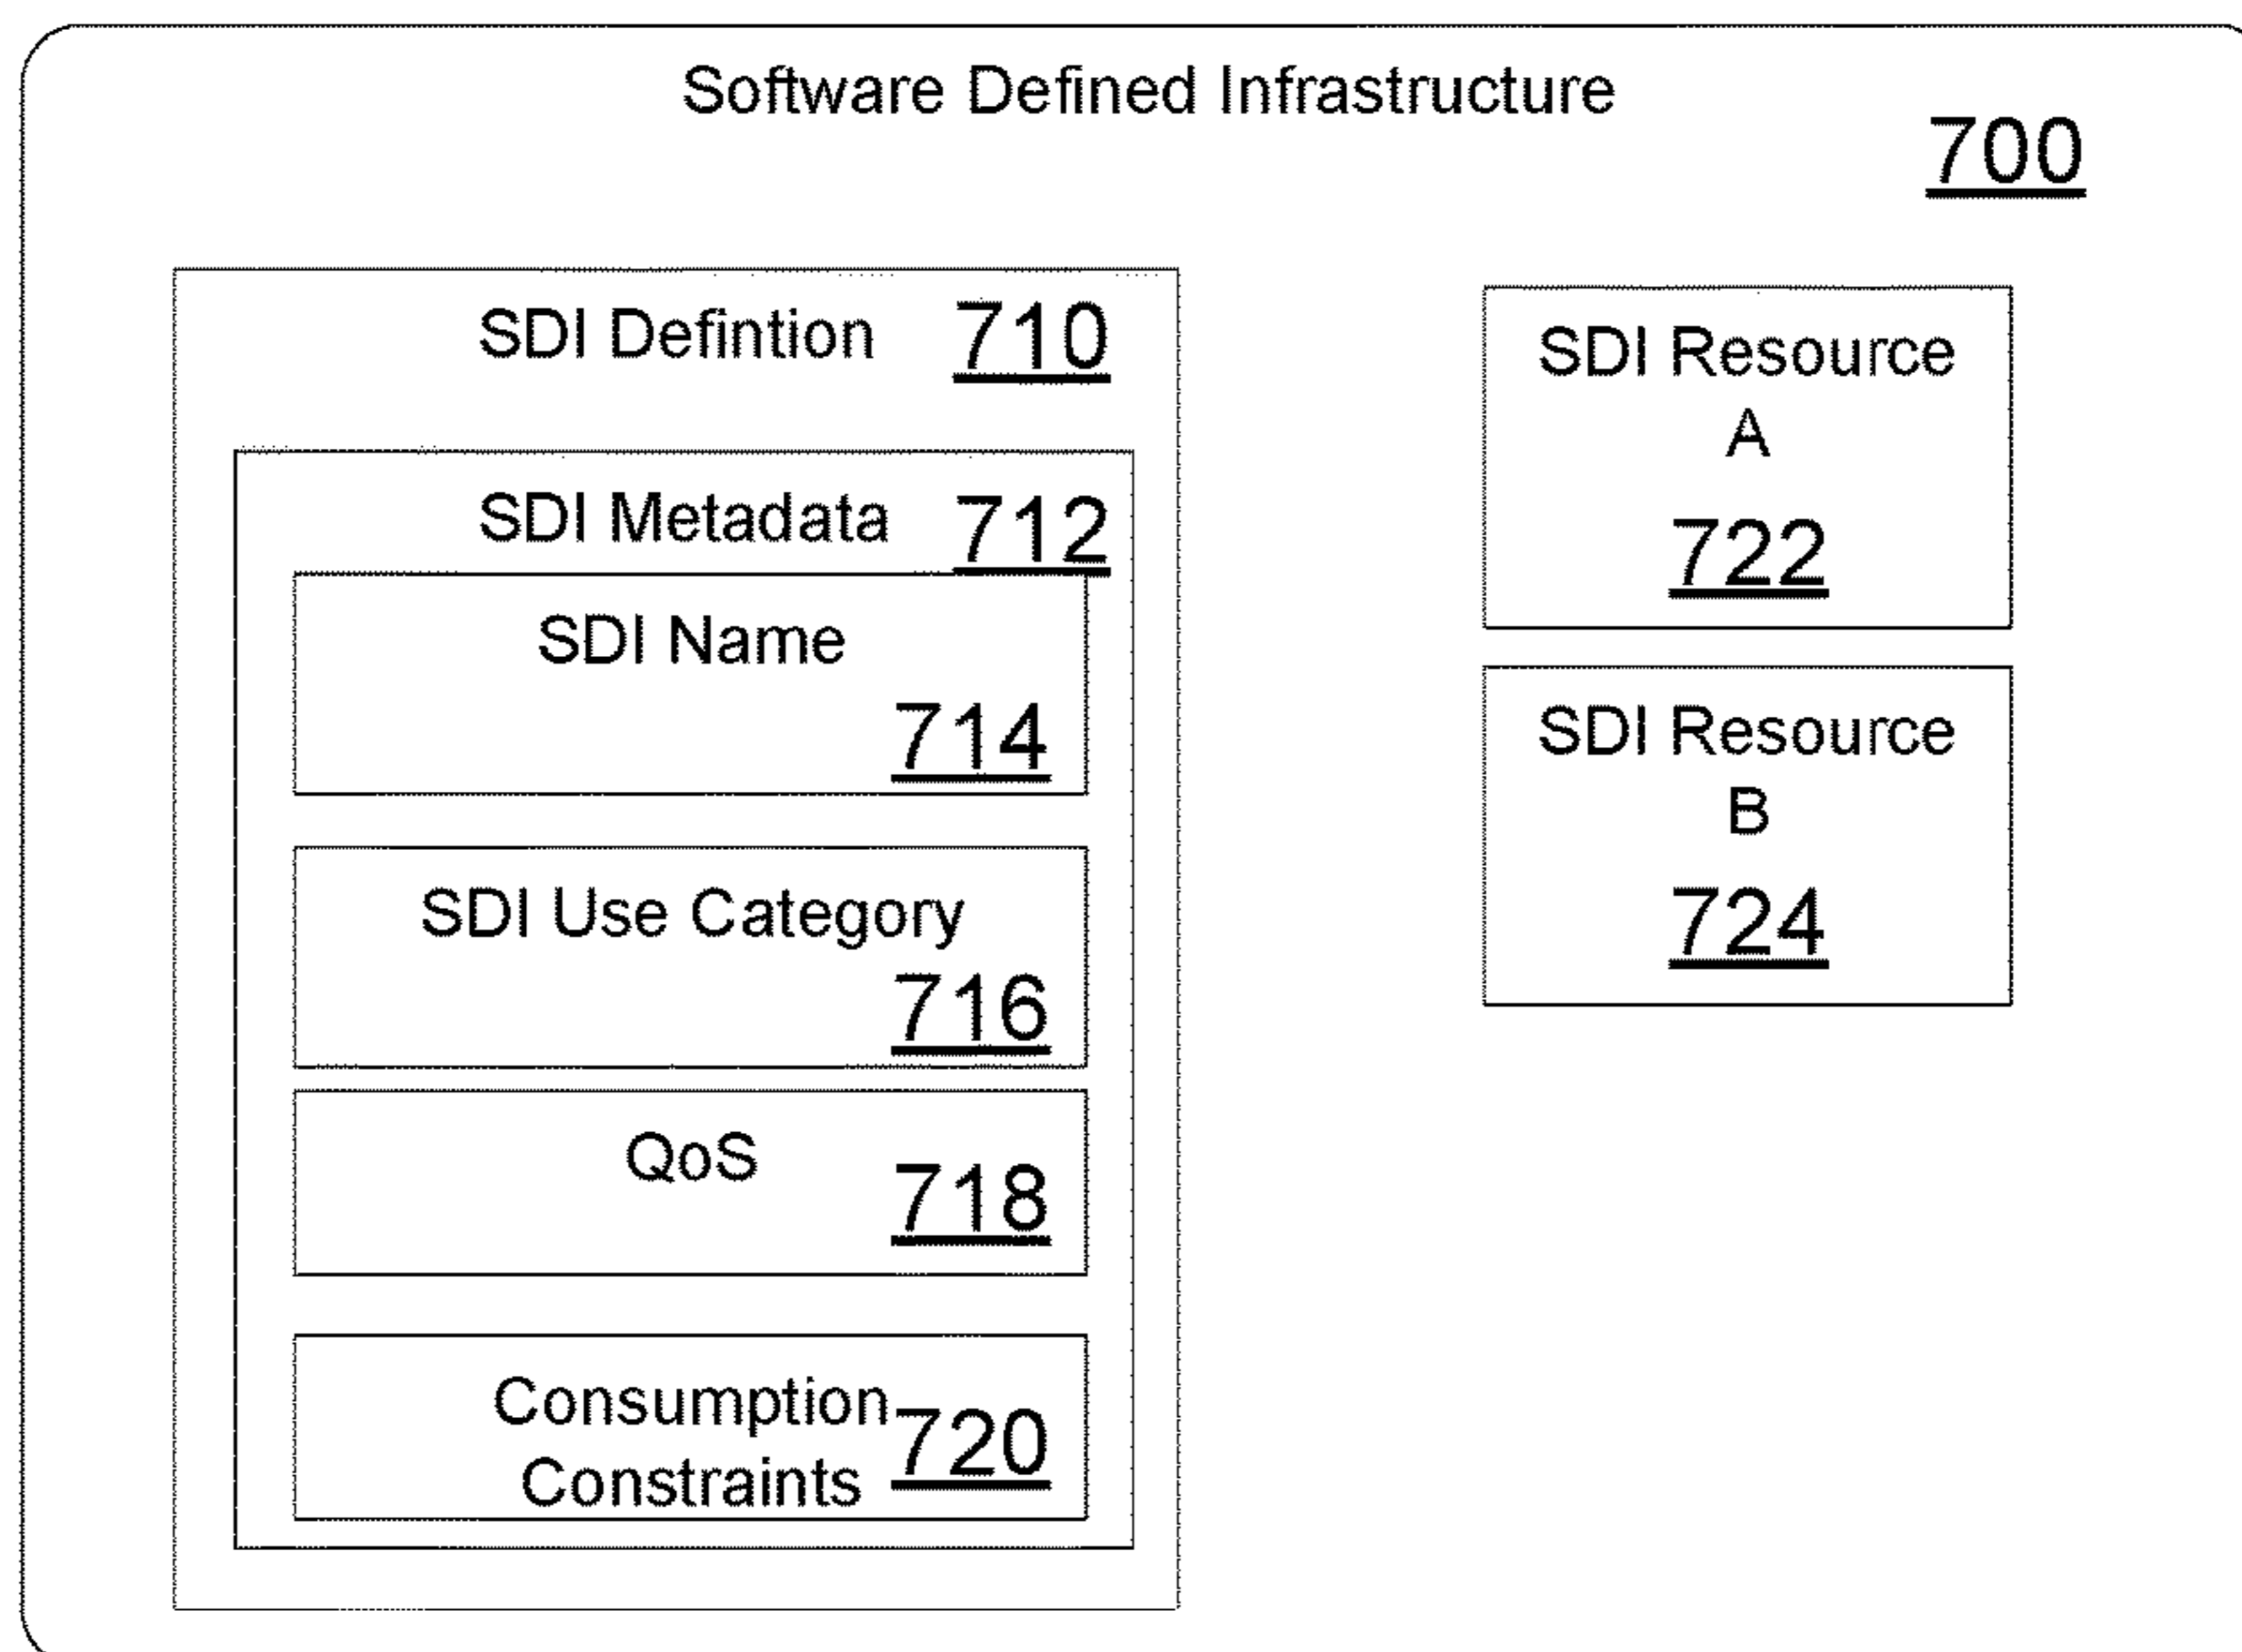 Software Defined Infrastructure
700
SDI Defintion 710
SDI Metadata 712
SDI Name
714
SDI Use Category
716
QoS 718
Consumption 720
Constraints
SDI Resource
A
722
SDI Resource
B
724